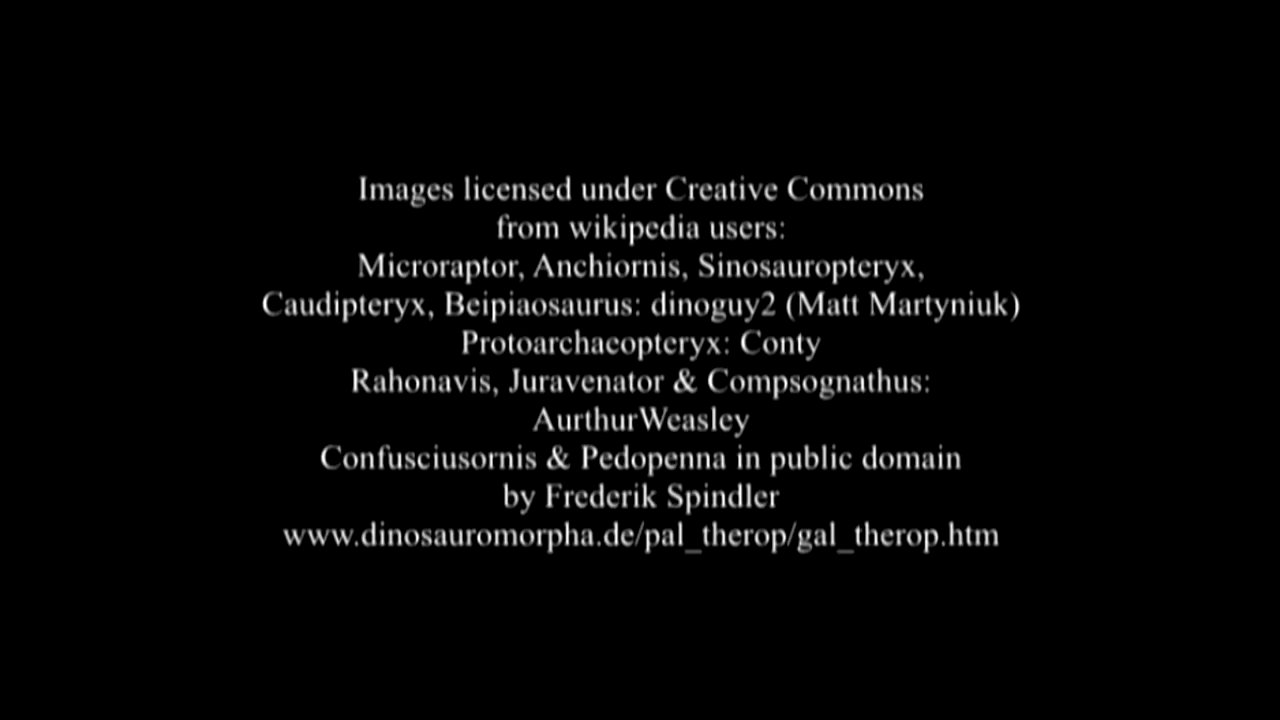 Images licensed under Creative Commons
from wikipedia users:
Microraptor, Anchiornis, Sinosauropteryx,
Caudipteryx, Beipiaosaurus: dinoguy2 (Matt Martyniuk)
Protoarchaeopteryx: Conty
Rahonavis, Juravenator & Compsognathus:
AurthurWeasley
Confusciusornis & Pedopenna in public domain
by Frederik Spindler
www.dinosauromorpha.de/pal_therop/gal_therop.htm